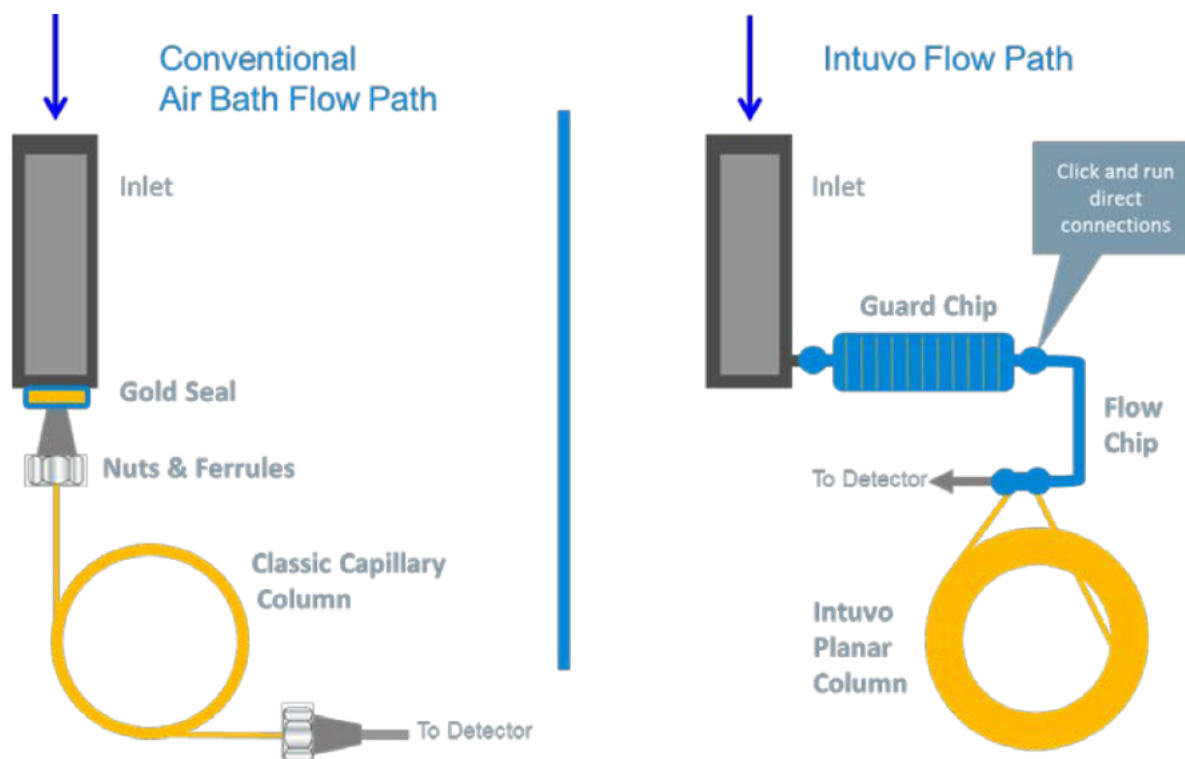 Conventional
Air Bath Flow Path
Inlet
Gold Seal
Nuts & Ferrules
Classic Capillary
Column
To Detector
Intuvo Flow Path
Inlet
Click and run
direct
connections
Guard Chip
Flow
Chip
To Detector
Intuvo
Planar
Column